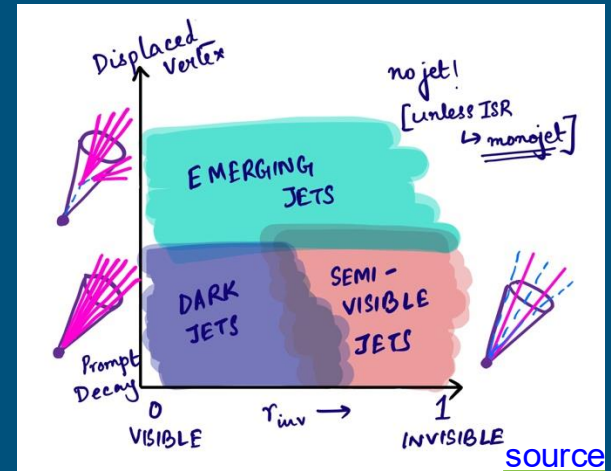 Displaced
Vertex
no jet!
[unless ISR
↳ monojet]
EMERGING
JETS
DARK
JETS
SEMI-
VISIBLE
JETS
Prompt
Decay
0
VISIBLE
r_inv →
1
INVISIBLE
source